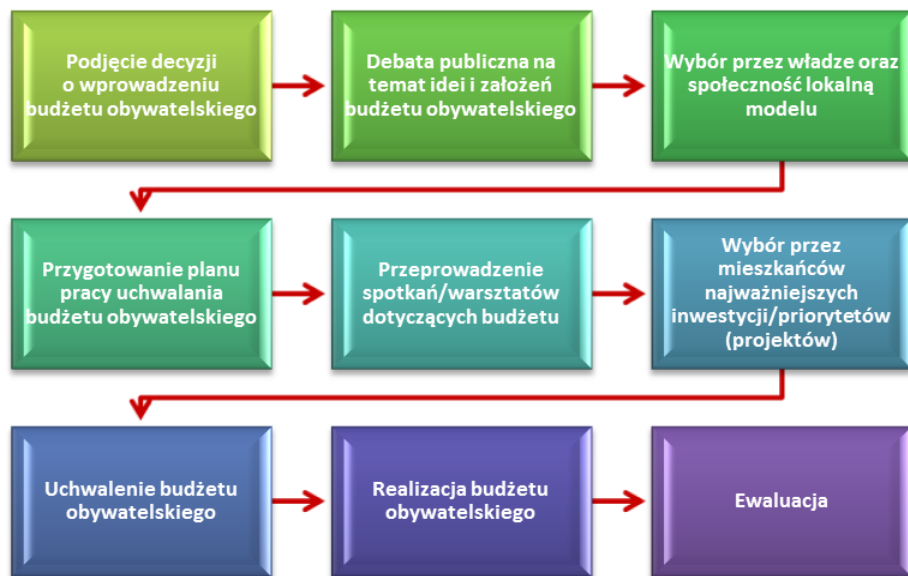 Podjęcie decyzji
o wprowadzeniu
budżetu obywatelskiego
Debata publiczna na
temat idei i założeń
budżetu obywatelskiego
Wybór przez władze oraz
społeczność lokalną
modelu
Przygotowanie planu
pracy uchwalania
budżetu obywatelskiego
Przeprowadzenie
spotkań/warsztatów
dotyczących budżetu
Wybór przez
mieszkańców
najważniejszych
inwestycji/priorytetów
(projektów)
Uchwalenie budżetu
obywatelskiego
Realizacja budżetu
obywatelskiego
Ewaluacja